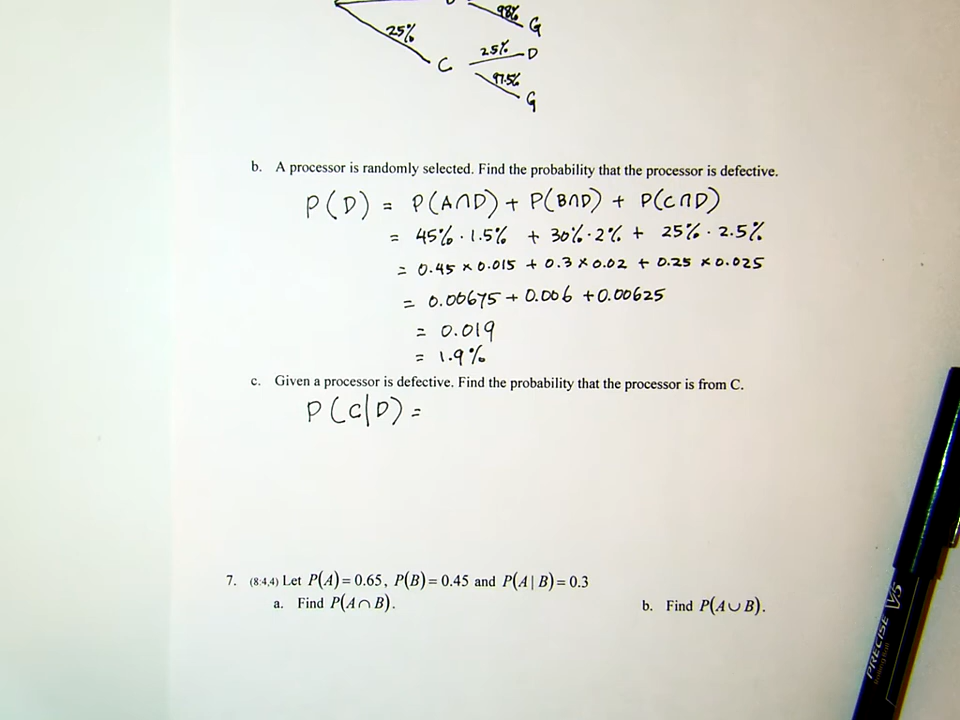 98%
G
25%
25% D
C
97.5%
G
b. A processor is randomly selected. Find the probability that the processor is defective.
P(D) = P(A∩D) + P(B∩D) + P(C∩D)
= 45% · 1.5% + 30% · 2% + 25% · 2.5%
= 0.45 × 0.015 + 0.3 × 0.02 + 0.25 × 0.025
= 0.00675 + 0.006 + 0.00625
= 0.019
= 1.9%
c. Given a processor is defective. Find the probability that the processor is from C.
P(C|D) =
7. (8:4,4) Let P(A) = 0.65, P(B) = 0.45 and P(A | B) = 0.3
a. Find P(A ∩ B). b. Find P(A ∪ B).
PRECISE V5